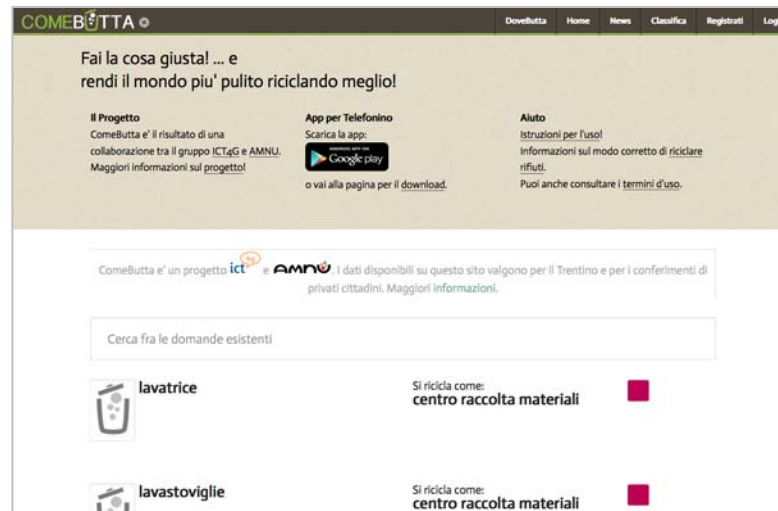 COMEBUTTA
DoveButta Home News Classifica Registrati Log
Fai la cosa giusta! ... e
rendi il mondo piu' pulito riciclando meglio!
Il Progetto
ComeButta e' il risultato di una
collaborazione tra il gruppo ICT4G e AMNU.
Maggiori informazioni sul progetto!
App per Telefonino
Scarica la app:
ANDROID APP ON
Google play
o vai alla pagina per il download.
Aiuto
Istruzioni per l'uso!
Informazioni sul modo corretto di riciclare
rifiuti.
Puoi anche consultare i termini d'uso.
ComeButta e' un progetto ict4g e AMNU. I dati disponibili su questo sito valgono per il Trentino e per i conferimenti di
privati cittadini. Maggiori informazioni.
Cerca fra le domande esistenti
lavatrice
Si ricicla come:
centro raccolta materiali
lavastoviglie
Si ricicla come:
centro raccolta materiali